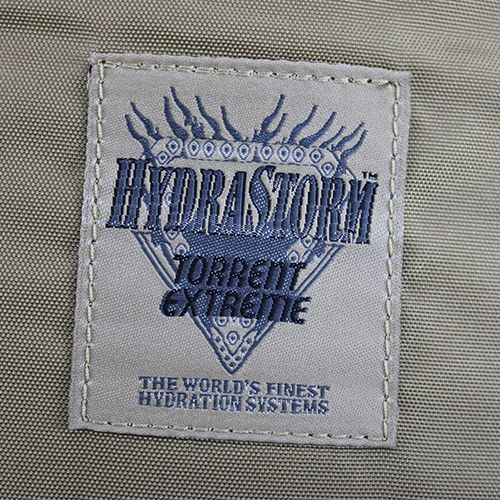 HYDRASTORM™
TORRENT
EXTREME
THE WORLD'S FINEST
HYDRATION SYSTEMS